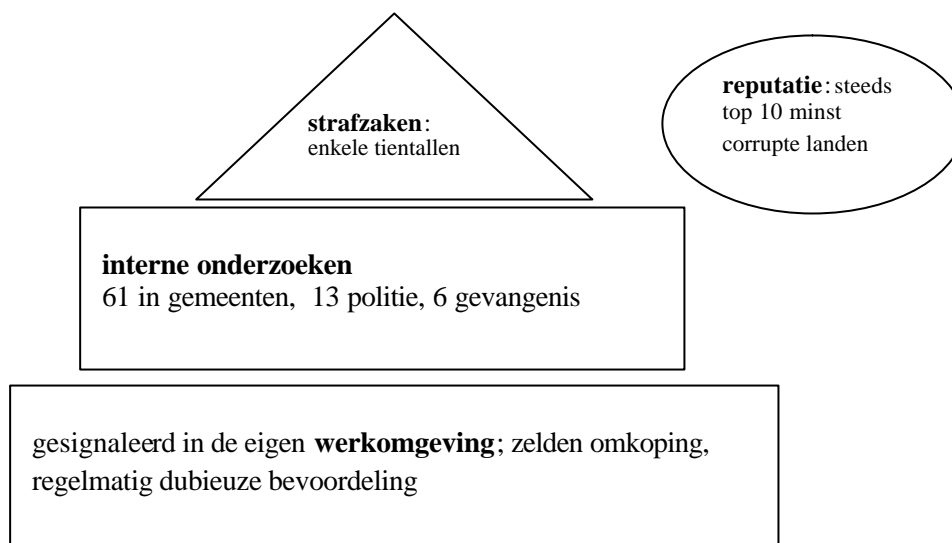 strafzaken:
enkele tientallen
reputatie: steeds
top 10 minst
corrupte landen
interne onderzoeken
61 in gemeenten, 13 politie, 6 gevangenis
gesignaleerd in de eigen werkomgeving; zelden omkoping,
regelmatig dubieuze bevoordeling